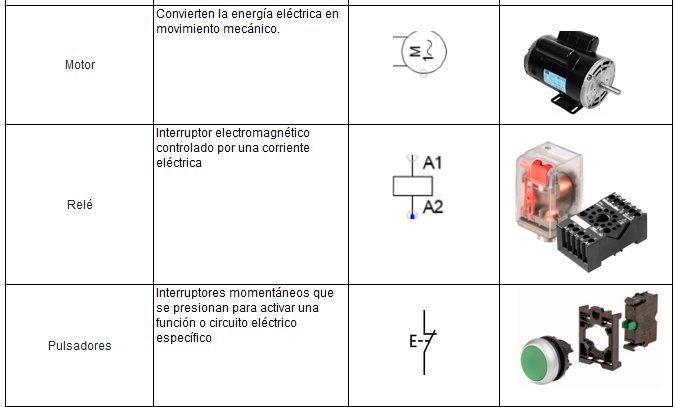 Motor
Convierten la energía eléctrica en
movimiento mecánico.
M
1~
Relé
Interruptor electromagnético
controlado por una corriente
eléctrica
A1
A2
Pulsadores
Interruptores momentáneos que
se presionan para activar una
función o circuito eléctrico
específico
E